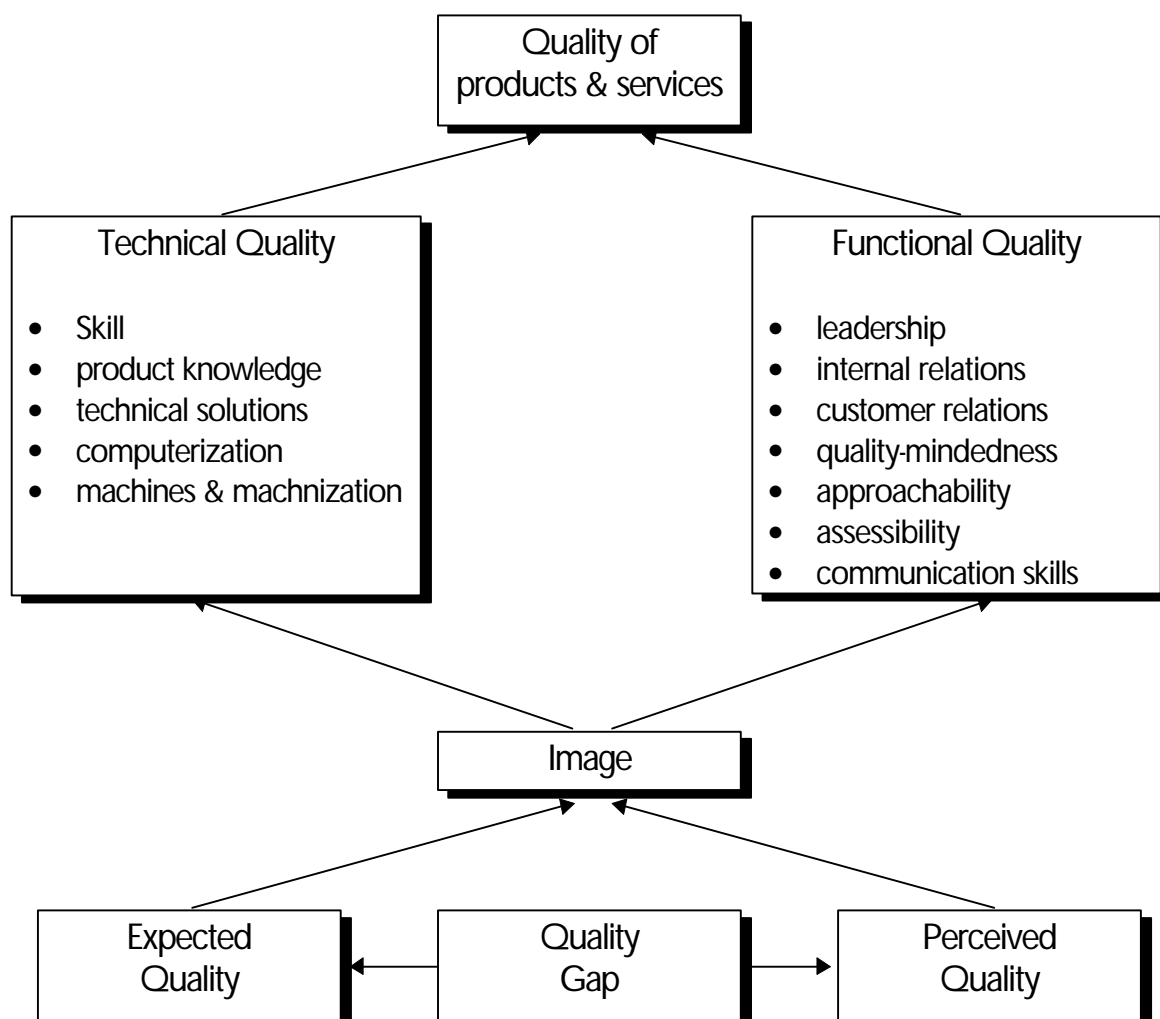 Quality of
products & services
Technical Quality
• Skill
• product knowledge
• technical solutions
• computerization
• machines & machnization
Functional Quality
• leadership
• internal relations
• customer relations
• quality-mindedness
• approachability
• assessibility
• communication skills
Image
Expected
Quality
Quality
Gap
Perceived
Quality